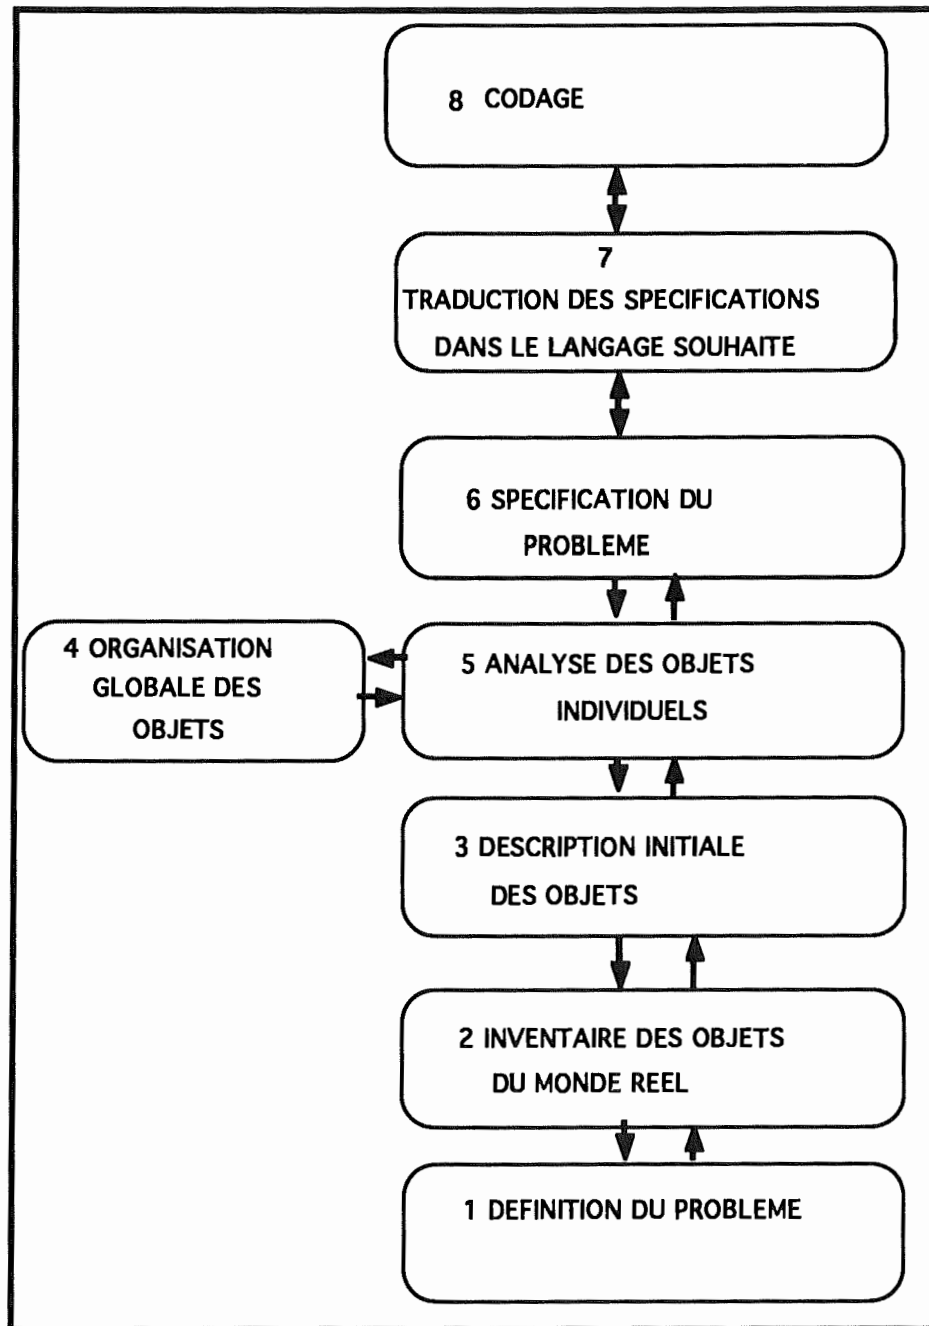 8 CODAGE
7
TRADUCTION DES SPECIFICATIONS
DANS LE LANGAGE SOUHAITE
6 SPECIFICATION DU
PROBLEME
4 ORGANISATION
GLOBALE DES
OBJETS
5 ANALYSE DES OBJETS
INDIVIDUELS
3 DESCRIPTION INITIALE
DES OBJETS
2 INVENTAIRE DES OBJETS
DU MONDE REEL
1 DEFINITION DU PROBLEME